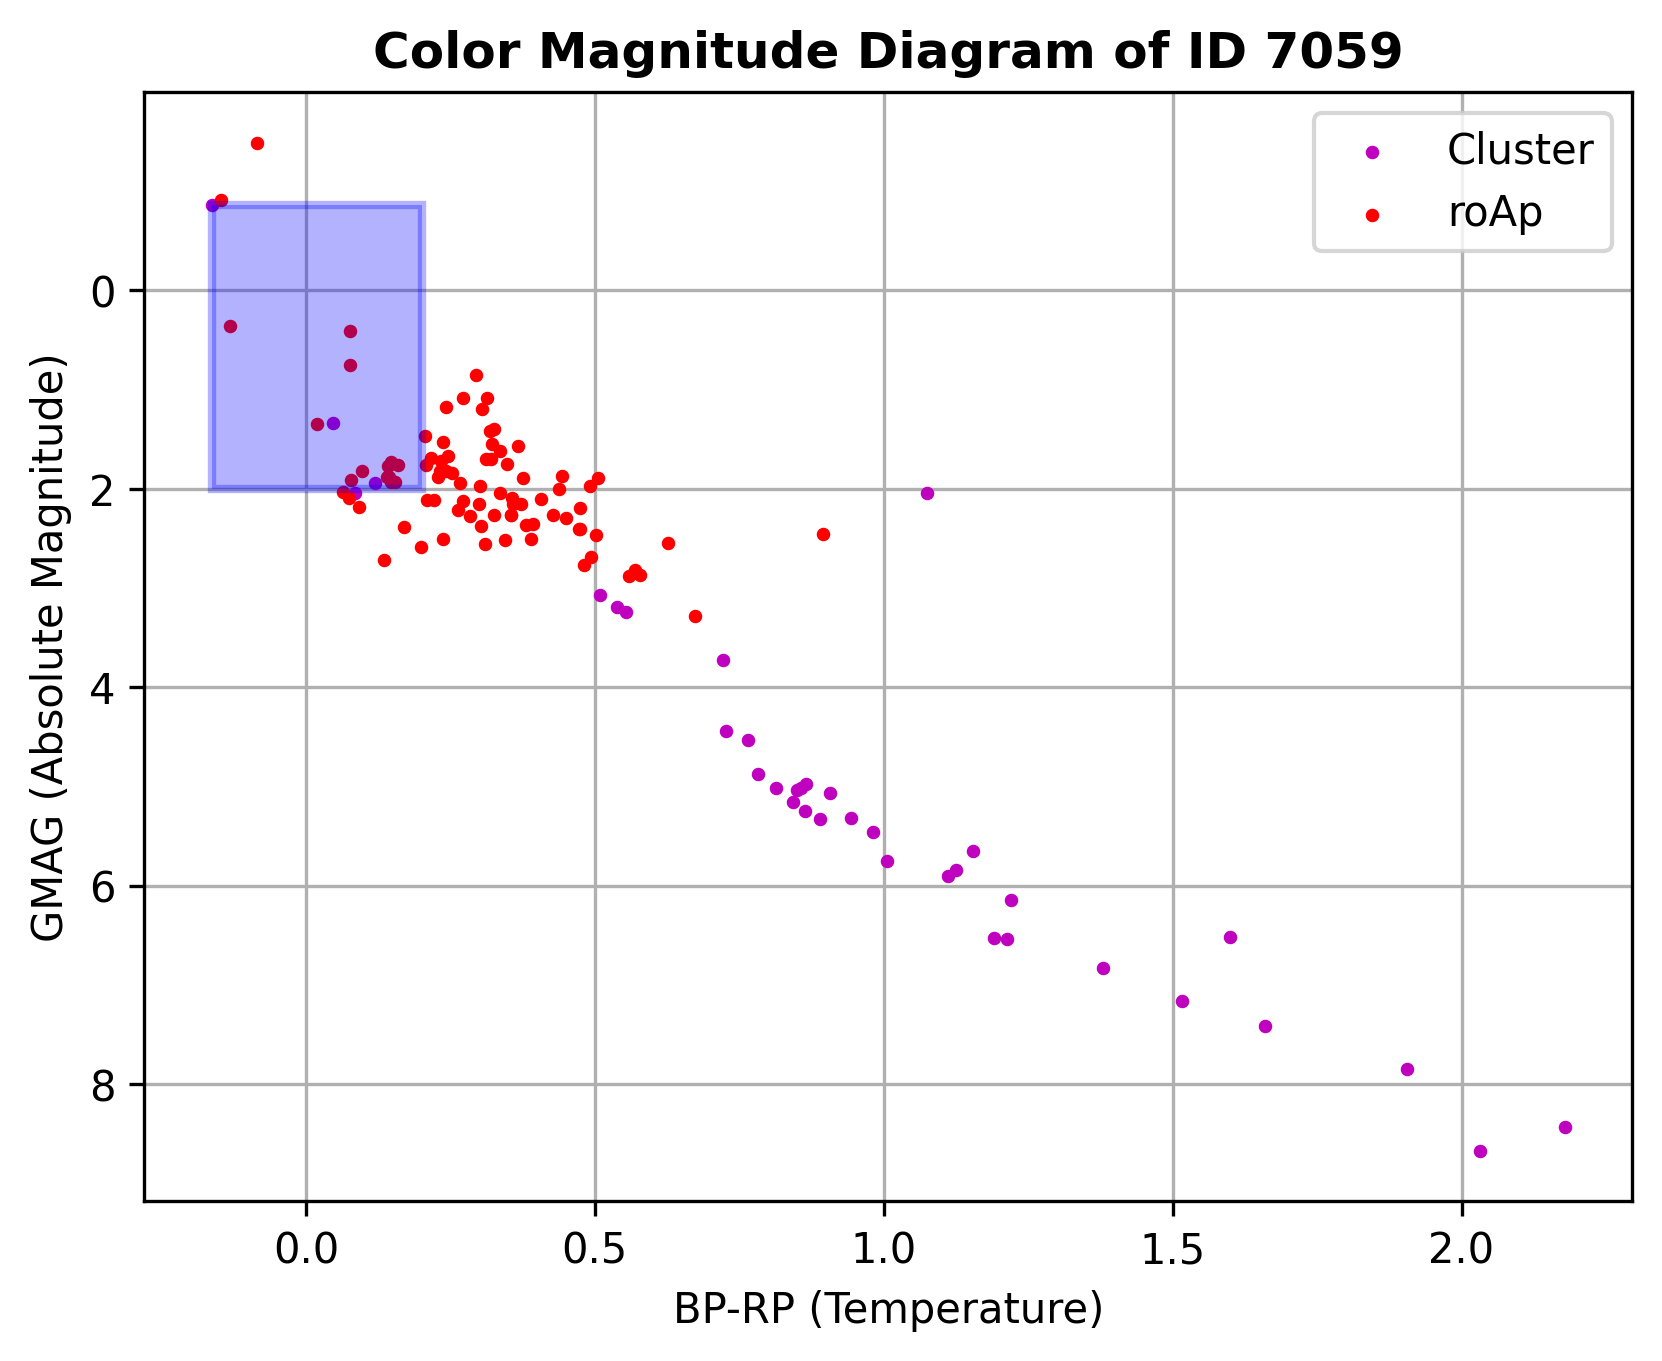 Color Magnitude Diagram of ID 7059
Cluster
roAp
GMAG (Absolute Magnitude)
0
2
4
6
8
0.0 0.5 1.0 1.5 2.0
BP-RP (Temperature)